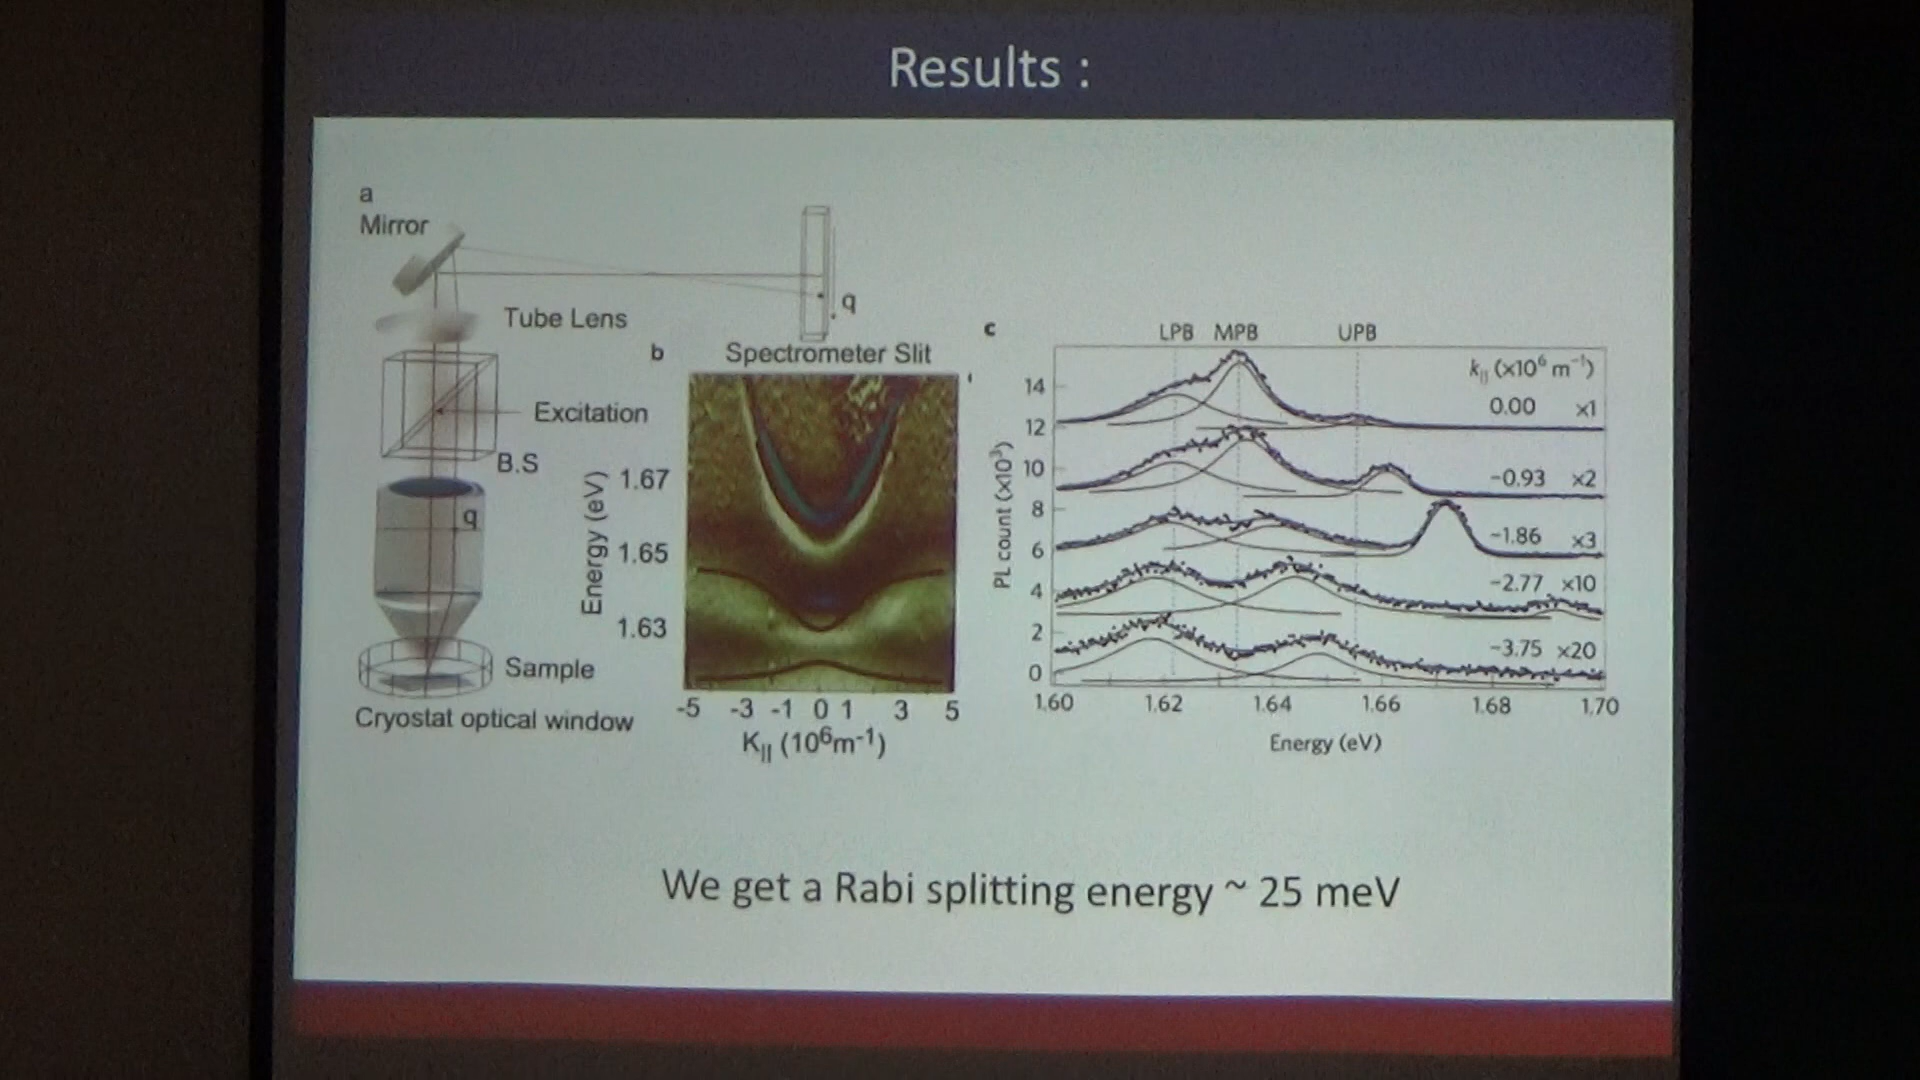 Results :
a
Mirror
Tube Lens
q
Spectrometer Slit
Excitation
B.S
q
Sample
Cryostat optical window
b
Energy (eV)
1.67
1.65
1.63
-5 -3 -1 0 1 3 5
K|| (10⁶m⁻¹)
c
LPB MPB UPB
k|| (×10⁶ m⁻¹)
0.00 ×1
−0.93 ×2
−1.86 ×3
−2.77 ×10
−3.75 ×20
PL count (×10³)
14
12
10
8
6
4
2
0
1.60 1.62 1.64 1.66 1.68 1.70
Energy (eV)
We get a Rabi splitting energy ~ 25 meV